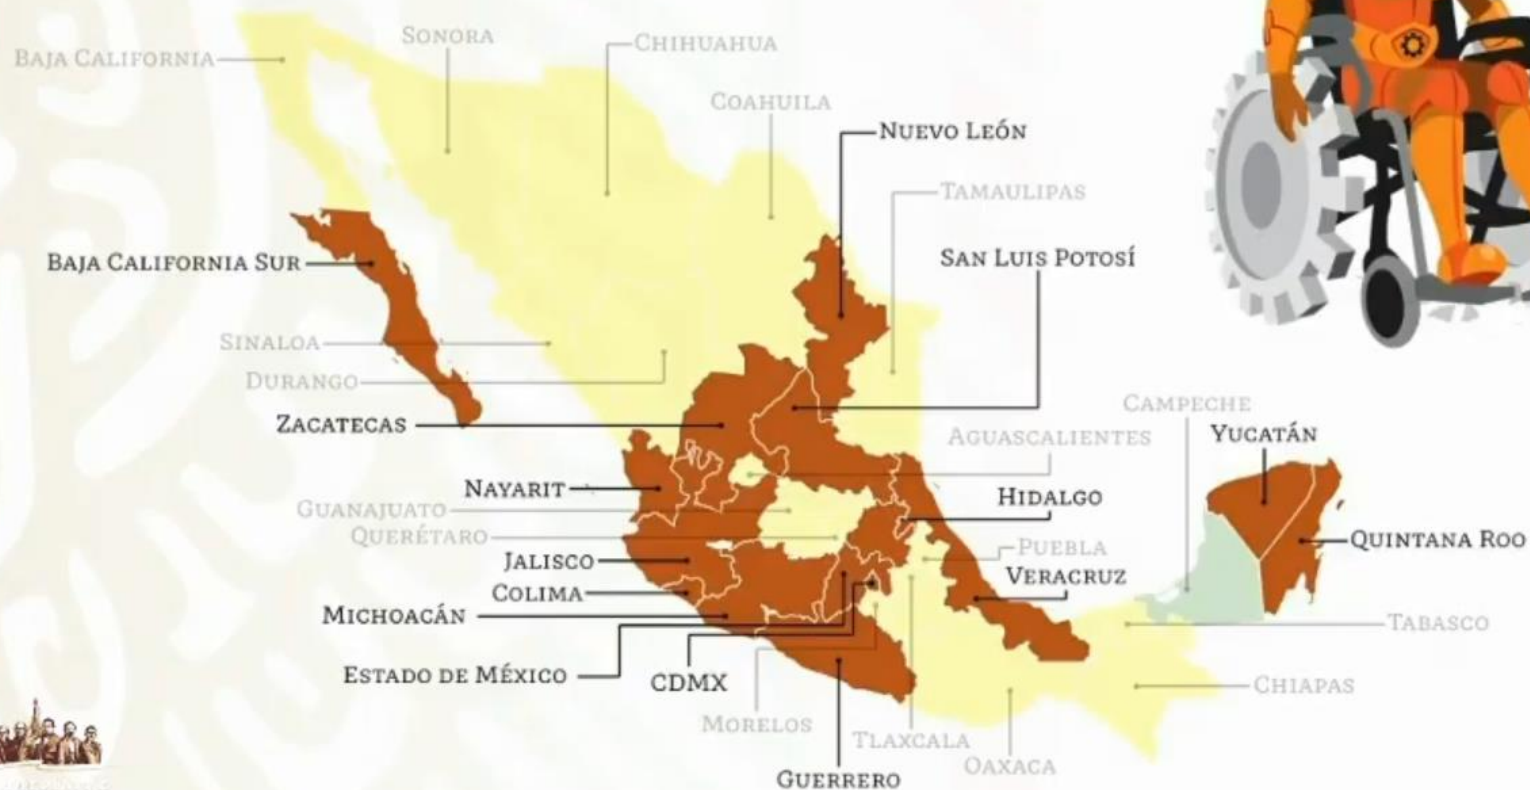 SONORA
CHIHUAHUA
BAJA CALIFORNIA
COAHUILA
NUEVO LEÓN
TAMAULIPAS
SAN LUIS POTOSÍ
BAJA CALIFORNIA SUR
SINALOA
DURANGO
CAMPECHE
ZACATECAS
YUCATÁN
AGUASCALIENTES
NAYARIT
HIDALGO
GUANAJUATO
QUERÉTARO
QUINTANA ROO
PUEBLA
JALISCO
VERACRUZ
COLIMA
MICHOACÁN
TABASCO
ESTADO DE MÉXICO
CDMX
CHIAPAS
MORELOS
TLAXCALA
OAXACA
GUERRERO